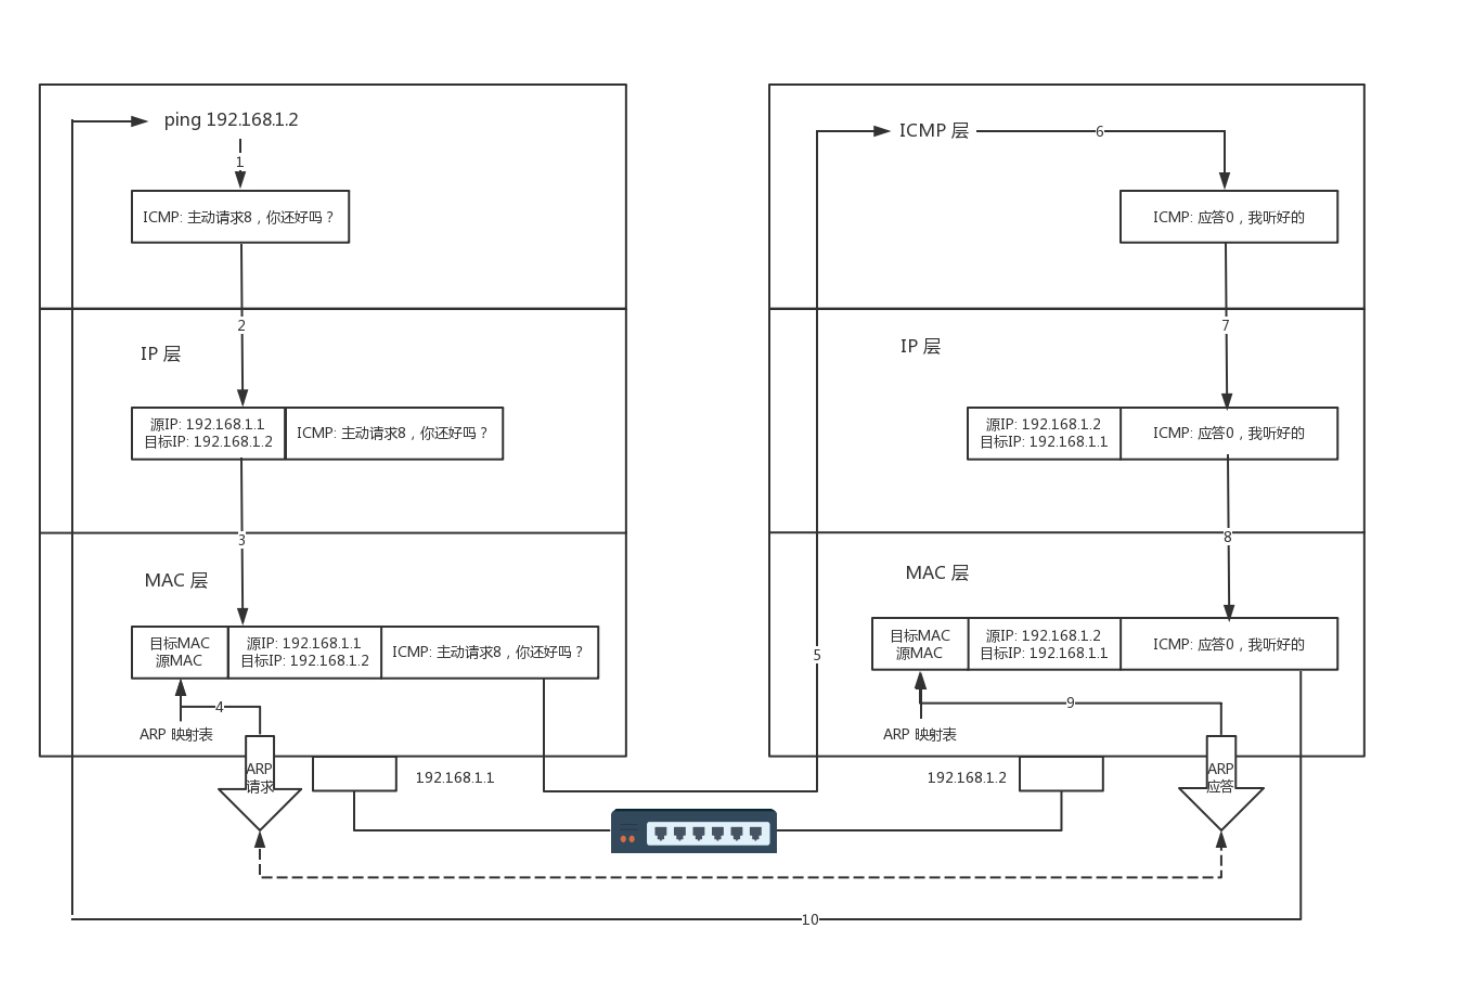 ping 192.168.1.2
1
ICMP: 主动请求8，你还好吗？
2
IP 层
源IP: 192.168.1.1
目标IP: 192.168.1.2
ICMP: 主动请求8，你还好吗？
3
MAC 层
目标MAC
源MAC
源IP: 192.168.1.1
目标IP: 192.168.1.2
ICMP: 主动请求8，你还好吗？
4
ARP 映射表
ARP
请求
192.168.1.1
5
ICMP 层
6
ICMP: 应答0，我听好的
7
IP 层
源IP: 192.168.1.2
目标IP: 192.168.1.1
ICMP: 应答0，我听好的
8
MAC 层
目标MAC
源MAC
源IP: 192.168.1.2
目标IP: 192.168.1.1
ICMP: 应答0，我听好的
9
ARP 映射表
ARP
应答
192.168.1.2
10